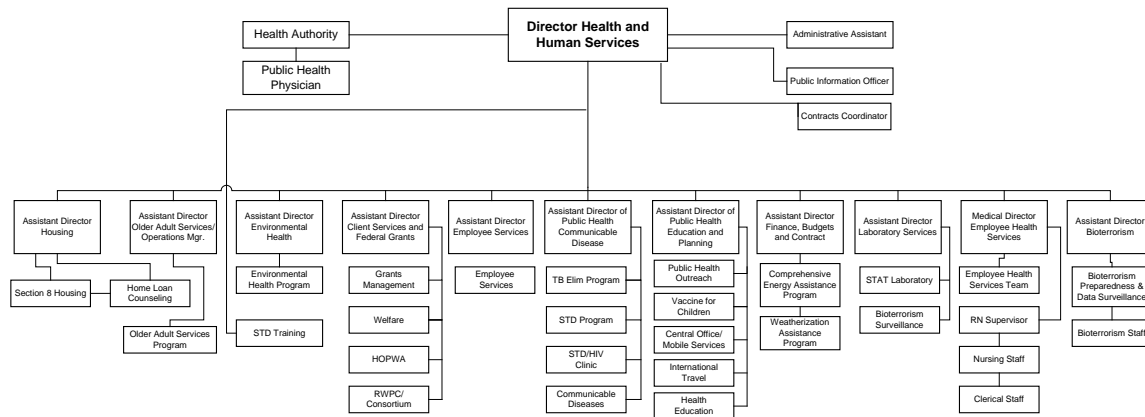 Director Health and
Human Services
Health Authority
Public Health
Physician
Administrative Assistant
Public Information Officer
Contracts Coordinator
Assistant Director
Housing
Assistant Director
Older Adult Services/
Operations Mgr.
Assistant Director
Environmental
Health
Assistant Director
Client Services and
Federal Grants
Assistant Director
Employee Services
Assistant Director of
Public Health
Communicable
Disease
Assistant Director of
Public Health
Education and
Planning
Assistant Director
Finance, Budgets
and Contract
Assistant Director
Laboratory Services
Medical Director
Employee Health
Services
Assistant Director
Bioterrorism
Section 8 Housing
Home Loan
Counseling
Older Adult Services
Program
Environmental
Health Program
STD Training
Grants
Management
Welfare
HOPWA
RWPC/
Consortium
Employee
Services
TB Elim Program
STD Program
STD/HIV
Clinic
Communicable
Diseases
Public Health
Outreach
Vaccine for
Children
Central Office/
Mobile Services
International
Travel
Health
Education
Comprehensive
Energy Assistance
Program
Weatherization
Assistance
Program
STAT Laboratory
Bioterrorism
Surveillance
Employee Health
Services Team
RN Supervisor
Nursing Staff
Clerical Staff
Bioterrorism
Preparedness &
Data Surveillance
Bioterrorism Staff